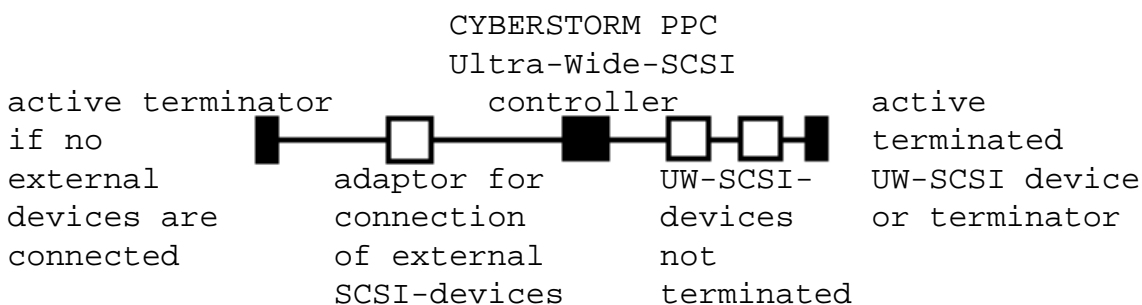 CYBERSTORM PPC
Ultra-Wide-SCSI
controller
active terminator
if no
external
devices are
connected
adaptor for
connection
of external
SCSI-devices
UW-SCSI-
devices
not
terminated
active
terminated
UW-SCSI device
or terminator